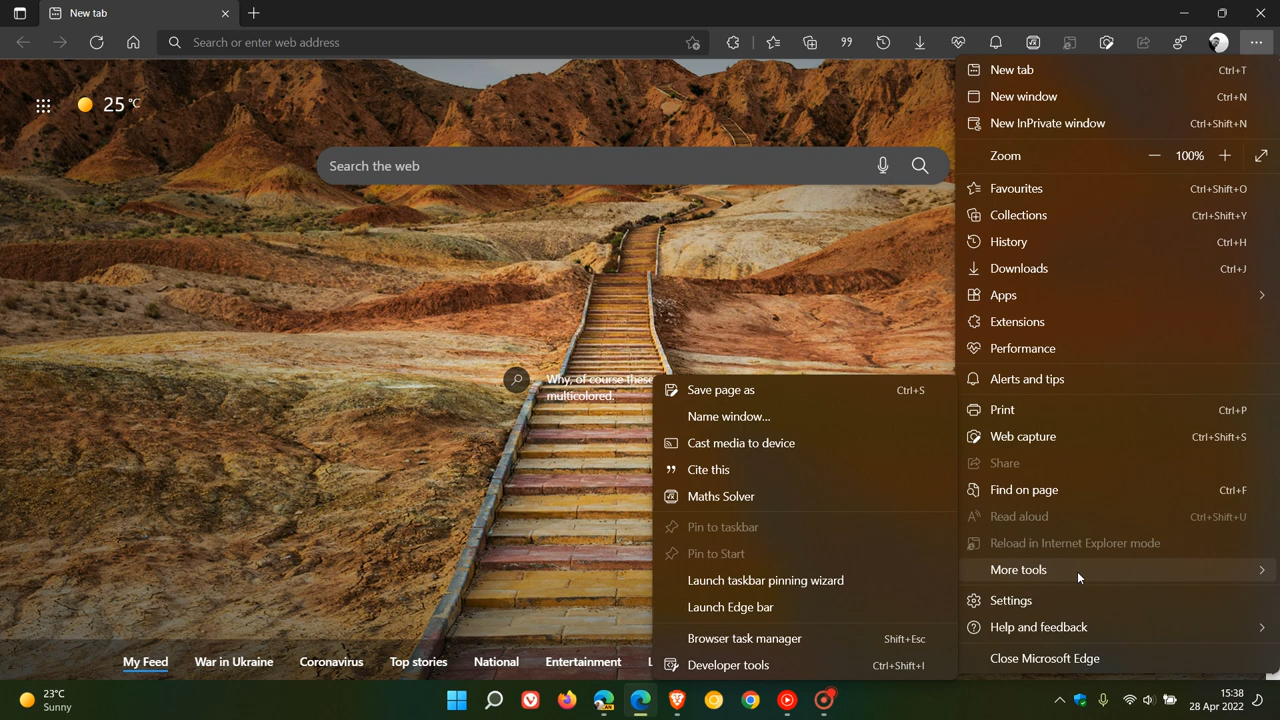 New tab
Search or enter web address
25°C
Search the web
Why, of course these
multicolored.
New tab Ctrl+T
New window Ctrl+N
New InPrivate window Ctrl+Shift+N
Zoom 100%
Favourites Ctrl+Shift+O
Collections Ctrl+Shift+Y
History Ctrl+H
Downloads Ctrl+J
Apps
Extensions
Performance
Alerts and tips
Print Ctrl+P
Web capture Ctrl+Shift+S
Share
Find on page Ctrl+F
Read aloud Ctrl+Shift+U
Reload in Internet Explorer mode
More tools
Settings
Help and feedback
Close Microsoft Edge
Save page as Ctrl+S
Name window...
Cast media to device
Cite this
Maths Solver
Pin to taskbar
Pin to Start
Launch taskbar pinning wizard
Launch Edge bar
Browser task manager Shift+Esc
Developer tools Ctrl+Shift+I
My Feed War in Ukraine Coronavirus Top stories National Entertainment
23°C
Sunny
15:38
28 Apr 2022